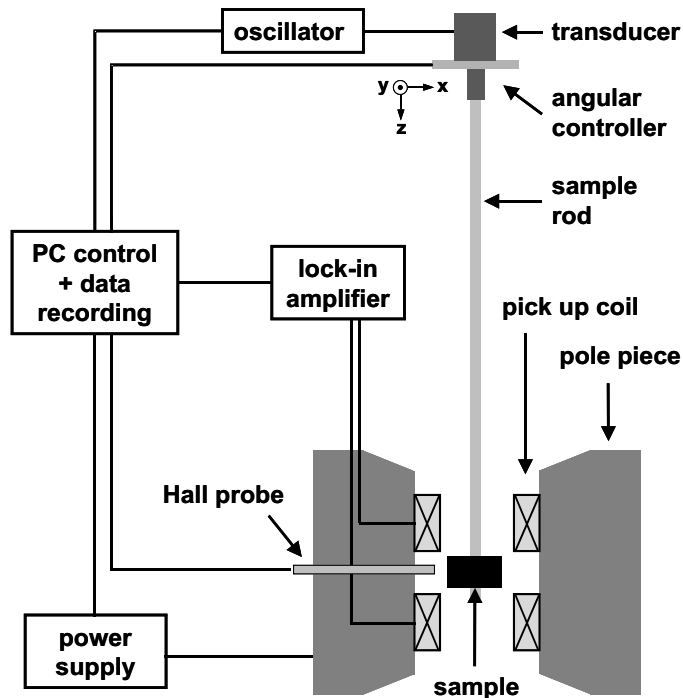 oscillator
transducer
y
x
z
angular
controller
sample
rod
PC control
+ data
recording
lock-in
amplifier
pick up coil
pole piece
Hall probe
power
supply
sample